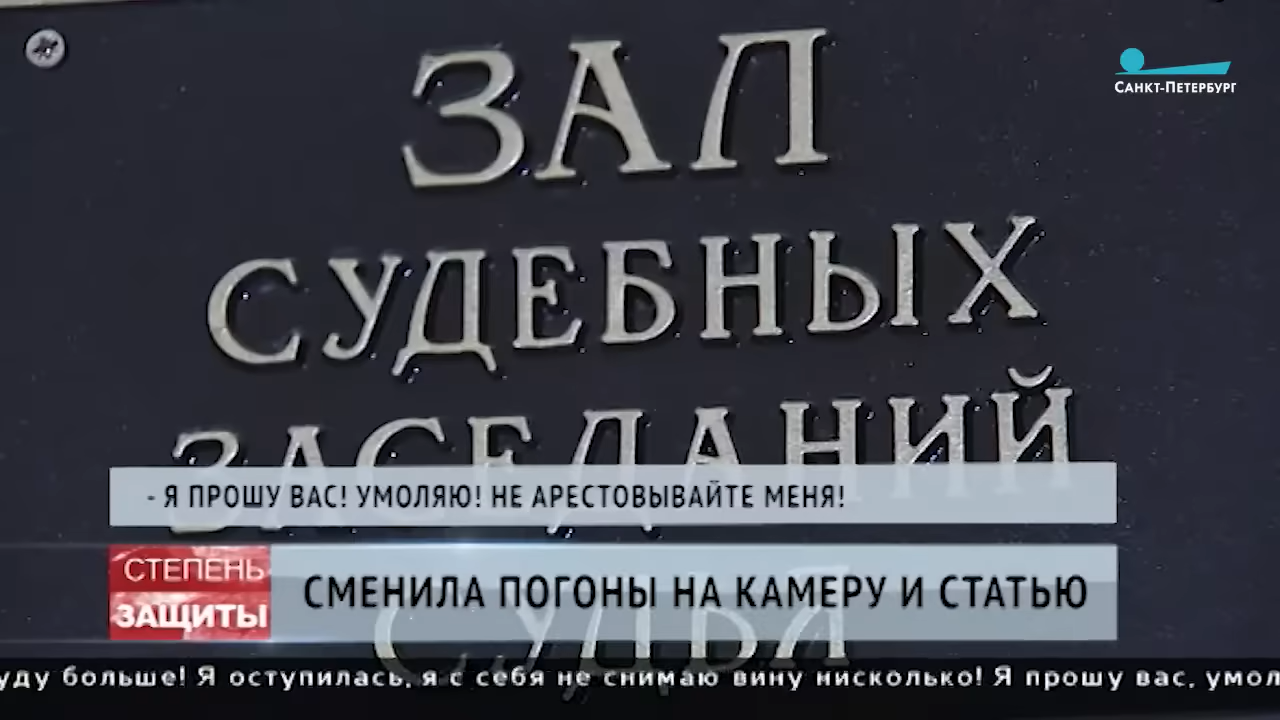 ЗАЛ
Санкт-Петербург
СУДЕБНЫХ
ЗАСЕДАНИЙ
- Я ПРОШУ ВАС! УМОЛЯЮ! НЕ АРЕСТОВЫВАЙТЕ МЕНЯ!
СТЕПЕНЬ
ЗАЩИТЫ
СМЕНИЛА ПОГОНЫ НА КАМЕРУ И СТАТЬЮ
СУДЬЯ
больше! Я оступилась, я с себя не снимаю вину нисколько! Я прошу вас,